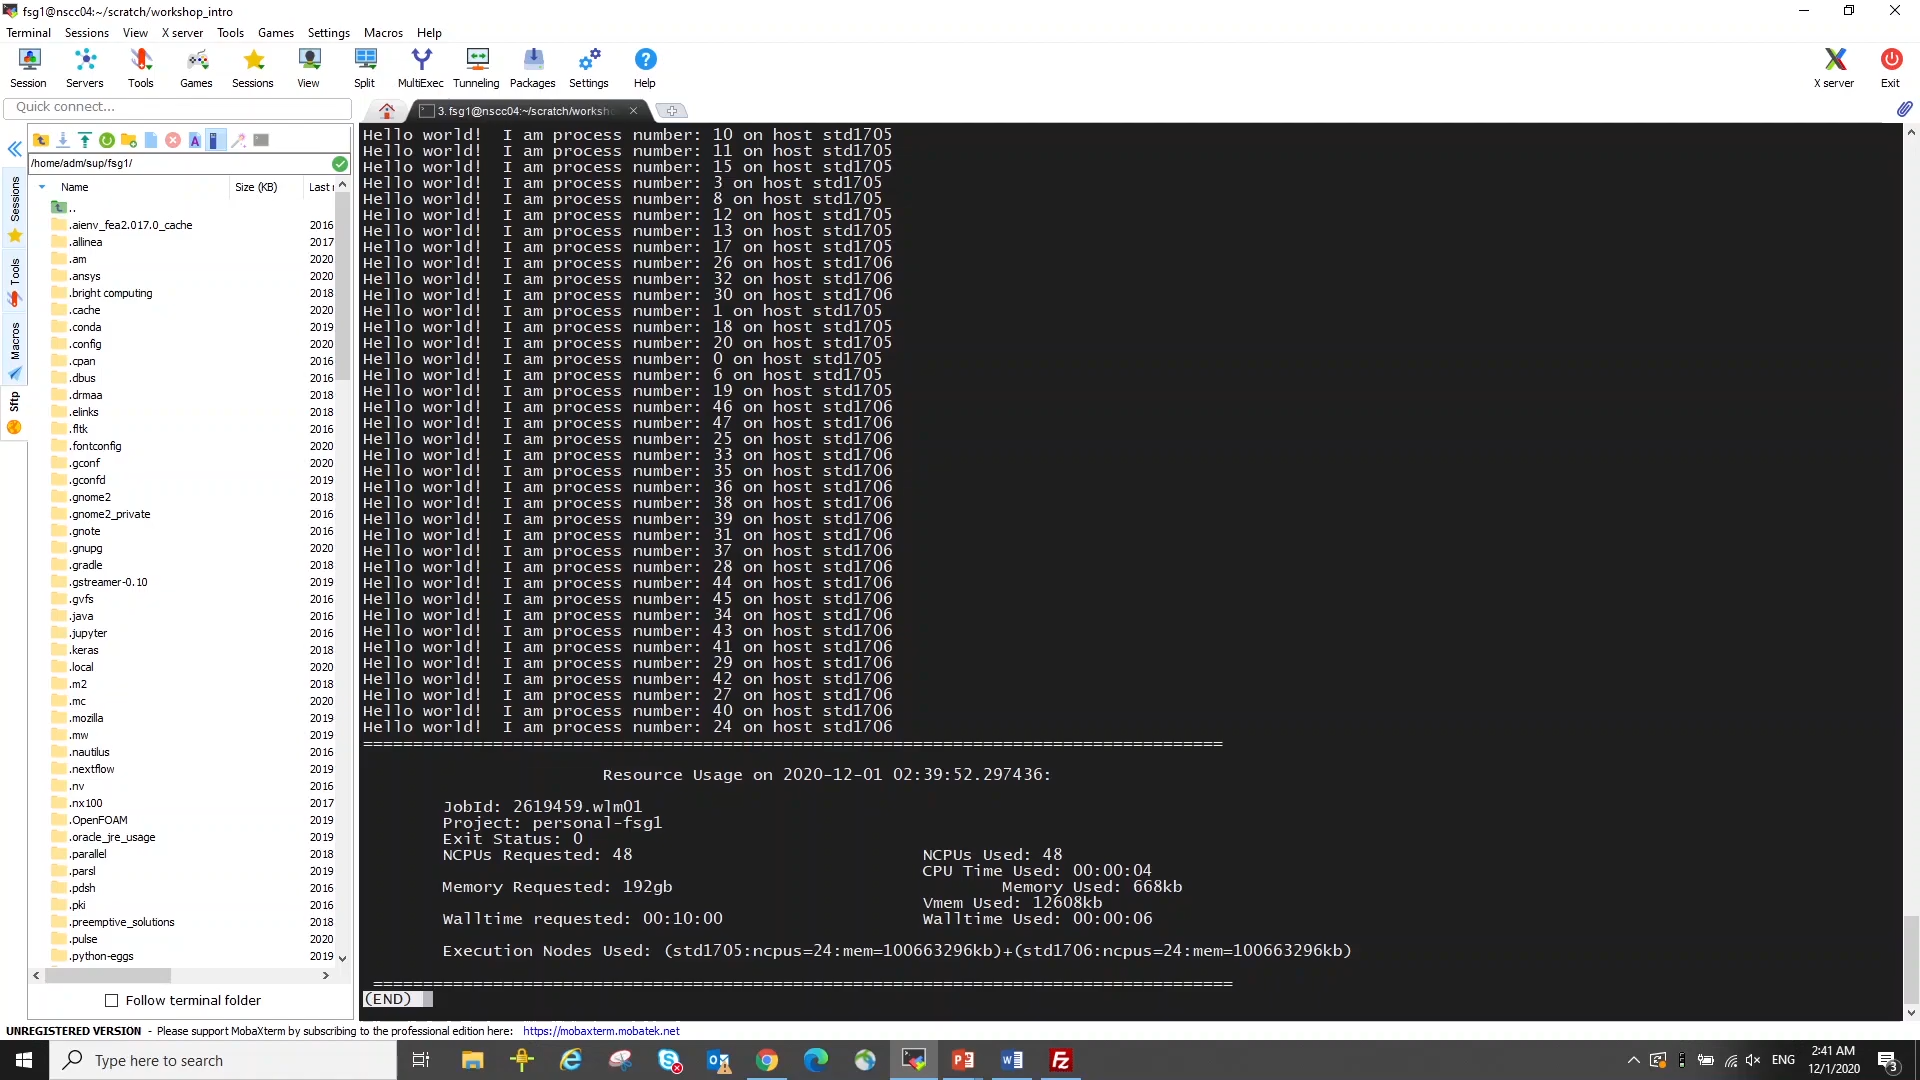 fsg1@nscc04:~/scratch/workshop_intro
Terminal Sessions View X server Tools Games Settings Macros Help
Session Servers Tools Games Sessions View Split MultiExec Tunneling Packages Settings Help X server Exit
Quick connect...
3. fsg1@nscc04:~/scratch/worksho
/home/adm/sup/fsg1/
Name Size (KB) Last
Sessions
Tools
Macros
Sftp
..
.aienv_fea2.017.0_cache 2016
.allinea 2017
.am 2020
.ansys 2020
.bright computing 2018
.cache 2020
.conda 2019
.config 2020
.cpan 2016
.dbus 2016
.drmaa 2018
.elinks 2018
.fltk 2016
.fontconfig 2020
.gconf 2020
.gconfd 2019
.gnome2 2018
.gnome2_private 2016
.gnote 2016
.gnupg 2020
.gradle 2018
.gstreamer-0.10 2019
.gvfs 2016
.java 2016
.jupyter 2016
.keras 2018
.local 2020
.m2 2018
.mc 2020
.mozilla 2019
.mw 2019
.nautilus 2016
.nextflow 2019
.nv 2016
.nx100 2017
.OpenFOAM 2019
.oracle_jre_usage 2019
.parallel 2018
.parsl 2019
.pdsh 2016
.pki 2016
.preemptive_solutions 2018
.pulse 2020
.python-eggs 2019
Follow terminal folder
Hello world!  I am process number: 10 on host std1705
Hello world!  I am process number: 11 on host std1705
Hello world!  I am process number: 15 on host std1705
Hello world!  I am process number: 3 on host std1705
Hello world!  I am process number: 8 on host std1705
Hello world!  I am process number: 12 on host std1705
Hello world!  I am process number: 13 on host std1705
Hello world!  I am process number: 17 on host std1705
Hello world!  I am process number: 26 on host std1706
Hello world!  I am process number: 32 on host std1706
Hello world!  I am process number: 30 on host std1706
Hello world!  I am process number: 1 on host std1705
Hello world!  I am process number: 18 on host std1705
Hello world!  I am process number: 20 on host std1705
Hello world!  I am process number: 0 on host std1705
Hello world!  I am process number: 6 on host std1705
Hello world!  I am process number: 19 on host std1705
Hello world!  I am process number: 46 on host std1706
Hello world!  I am process number: 47 on host std1706
Hello world!  I am process number: 25 on host std1706
Hello world!  I am process number: 33 on host std1706
Hello world!  I am process number: 35 on host std1706
Hello world!  I am process number: 36 on host std1706
Hello world!  I am process number: 38 on host std1706
Hello world!  I am process number: 39 on host std1706
Hello world!  I am process number: 31 on host std1706
Hello world!  I am process number: 37 on host std1706
Hello world!  I am process number: 28 on host std1706
Hello world!  I am process number: 44 on host std1706
Hello world!  I am process number: 45 on host std1706
Hello world!  I am process number: 34 on host std1706
Hello world!  I am process number: 43 on host std1706
Hello world!  I am process number: 41 on host std1706
Hello world!  I am process number: 29 on host std1706
Hello world!  I am process number: 42 on host std1706
Hello world!  I am process number: 27 on host std1706
Hello world!  I am process number: 40 on host std1706
Hello world!  I am process number: 24 on host std1706
======================================================================================
Resource Usage on 2020-12-01 02:39:52.297436:
JobId: 2619459.wlm01
Project: personal-fsg1
Exit Status: 0
NCPUs Requested: 48 NCPUs Used: 48
CPU Time Used: 00:00:04
Memory Requested: 192gb Memory Used: 668kb
Vmem Used: 12608kb
Walltime requested: 00:10:00 Walltime Used: 00:00:06
Execution Nodes Used: (std1705:ncpus=24:mem=100663296kb)+(std1706:ncpus=24:mem=100663296kb)
======================================================================================
(END)
UNREGISTERED VERSION - Please support MobaXterm by subscribing to the professional edition here: https://mobaxterm.mobatek.net
Type here to search
ENG
2:41 AM
12/1/2020
3